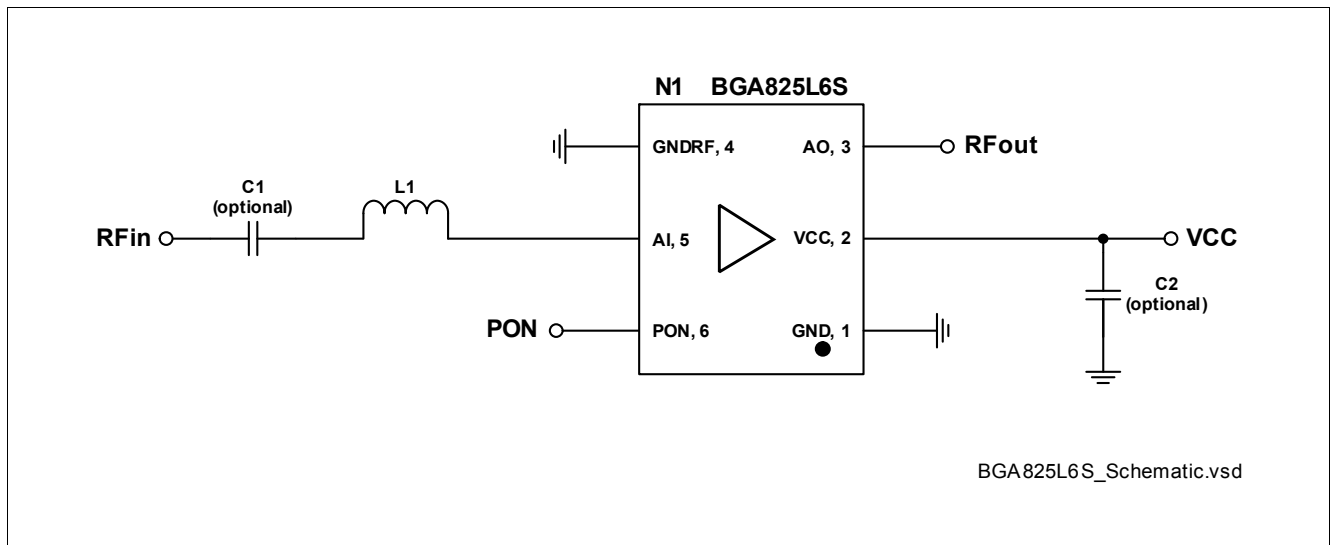 N1 BGA825L6S
GNDRF, 4
AO, 3
RFout
C1
(optional)
L1
RFin
AI, 5
VCC, 2
VCC
C2
(optional)
PON
PON, 6
GND, 1
BGA825L6S_Schematic.vsd